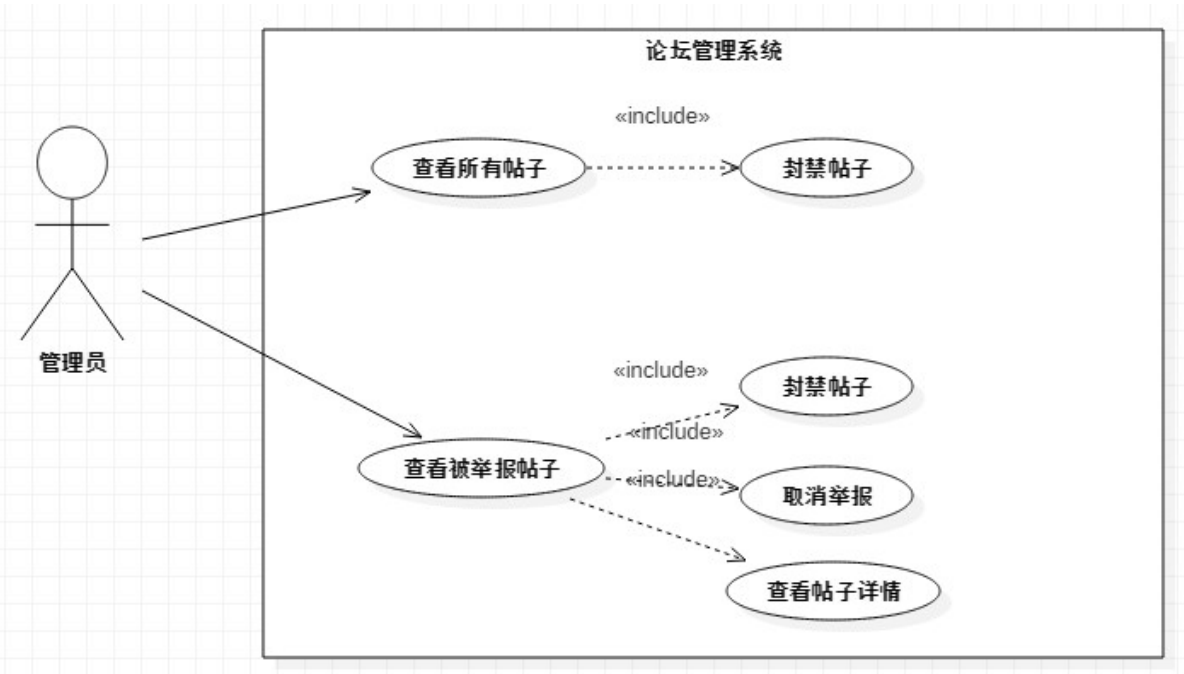 论坛管理系统
«include»
查看所有帖子
封禁帖子
管理员
«include»
封禁帖子
«include»
查看被举报帖子
«include»
取消举报
查看帖子详情